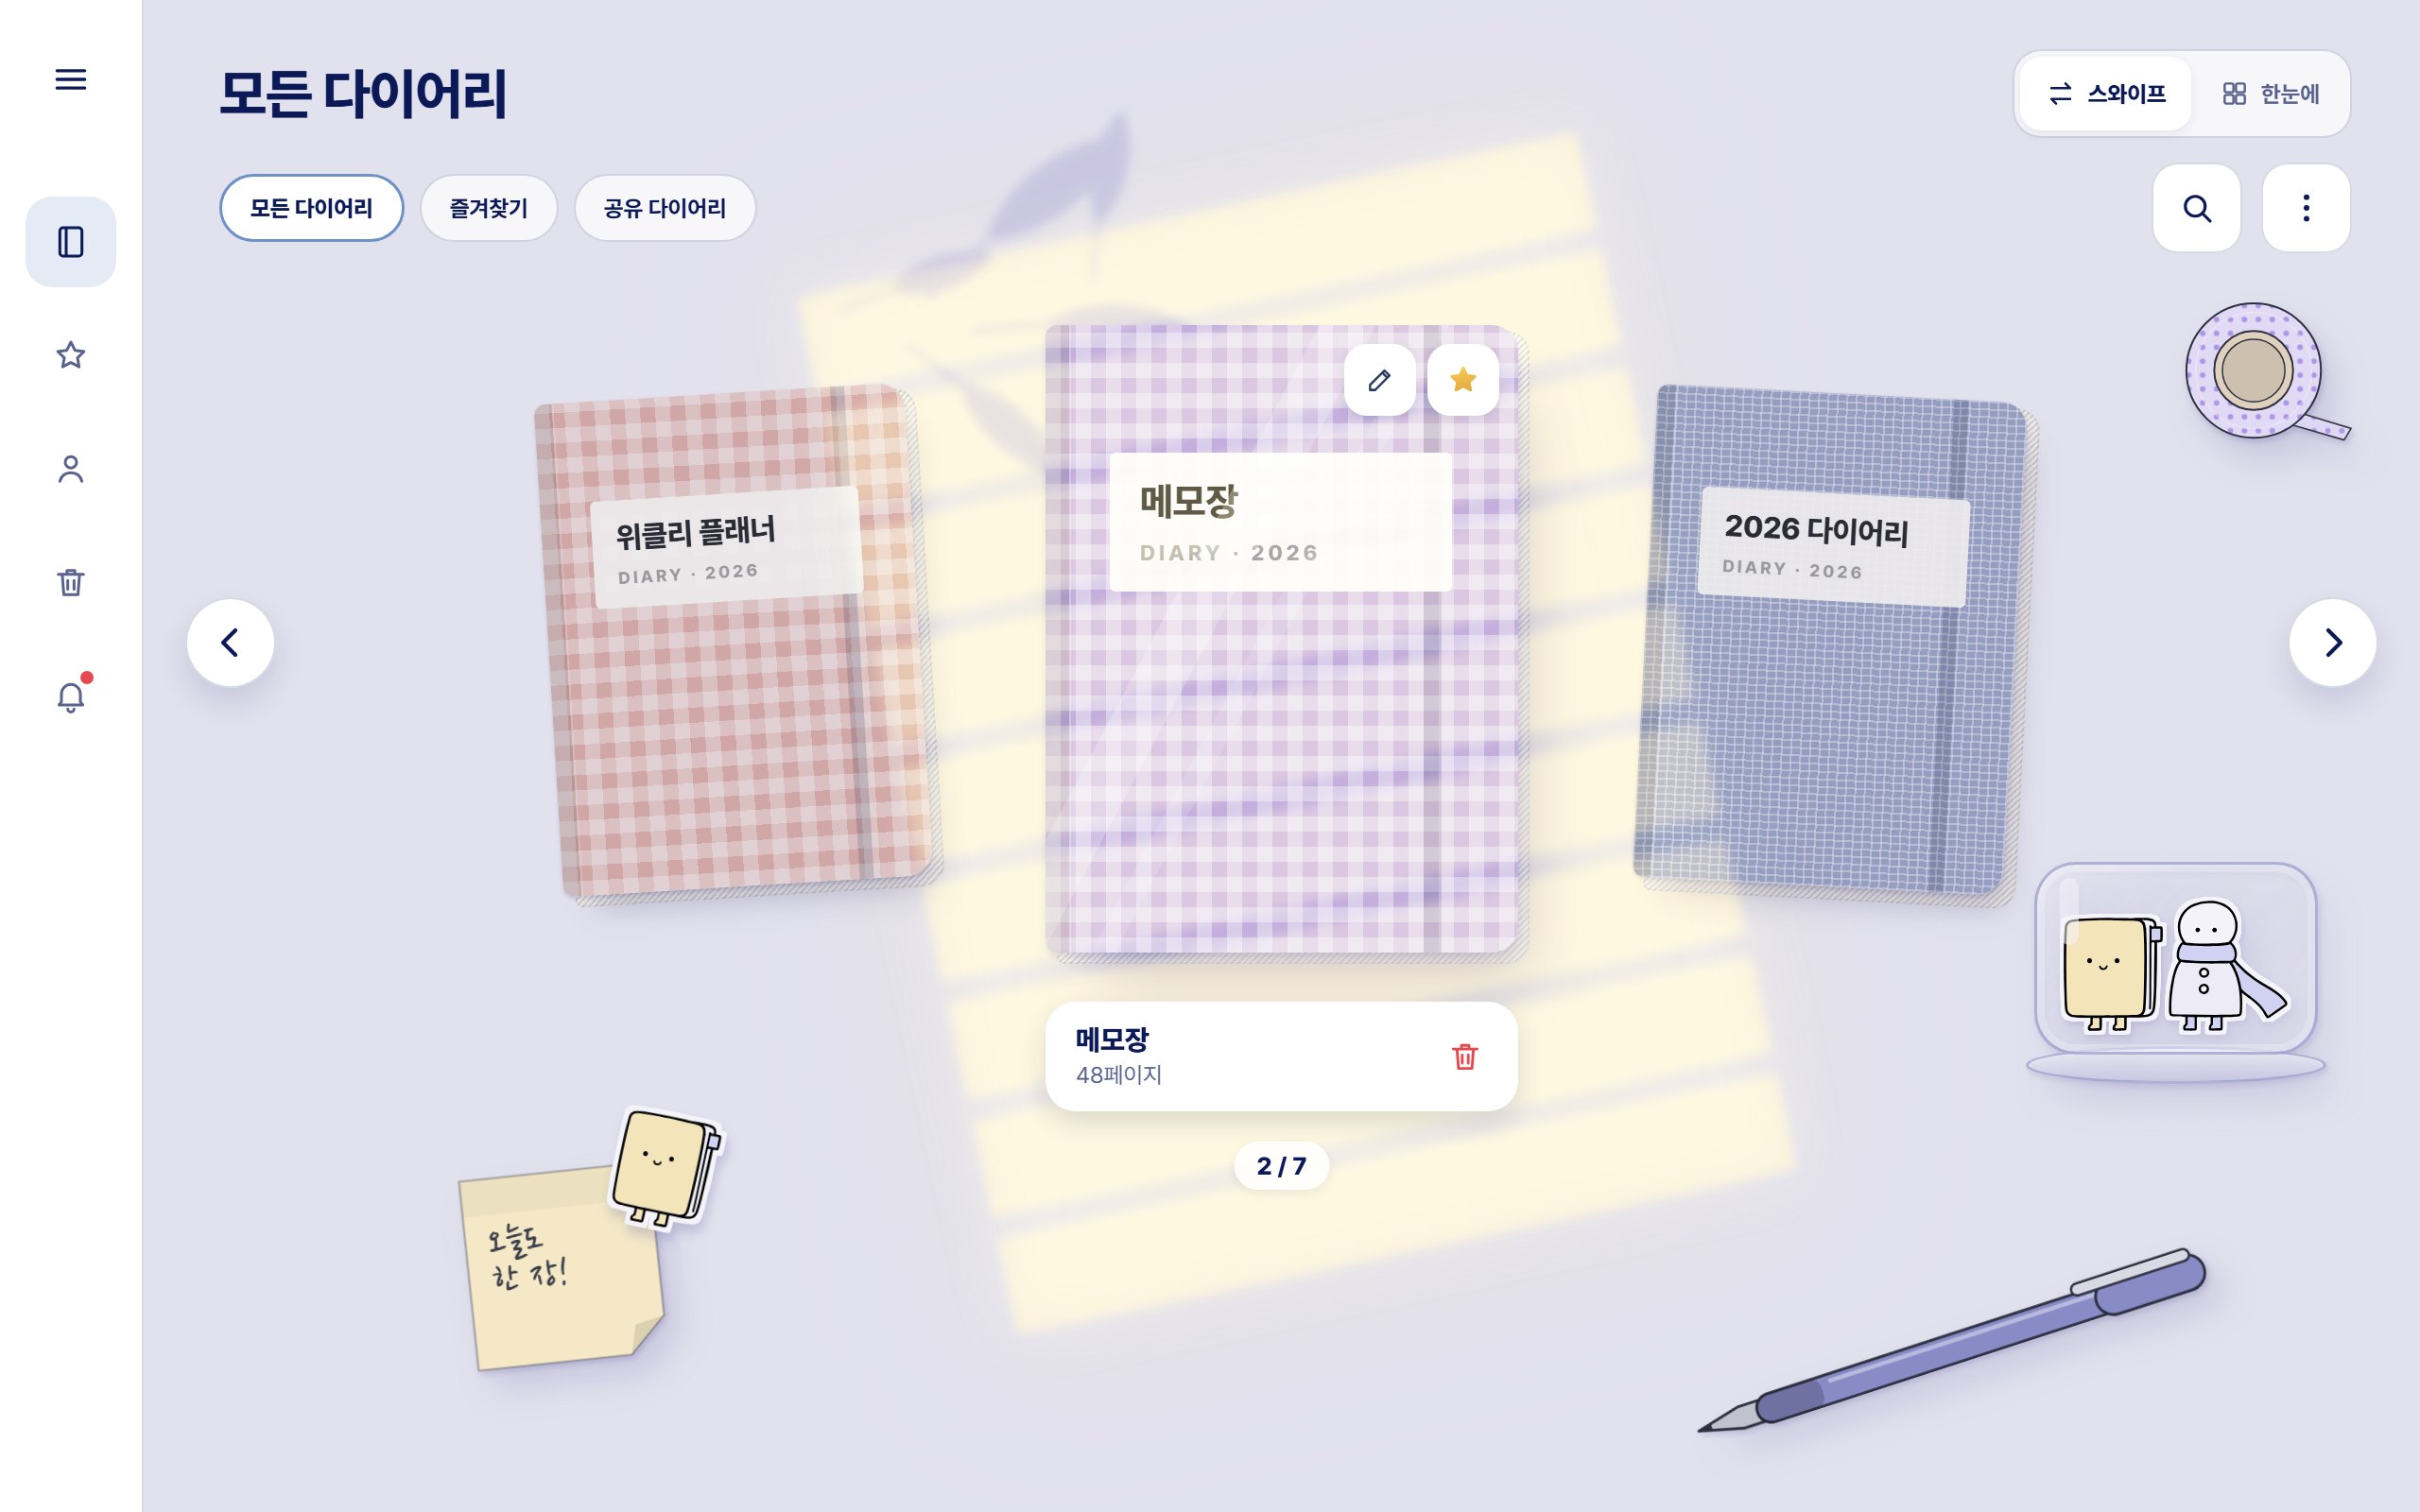 모든 다이어리
스와이프
한눈에
모든 다이어리
즐겨찾기
공유 다이어리
위클리 플래너
DIARY · 2026
메모장
DIARY · 2026
2026 다이어리
DIARY · 2026
메모장
48페이지
2 / 7
오늘도
한 장!